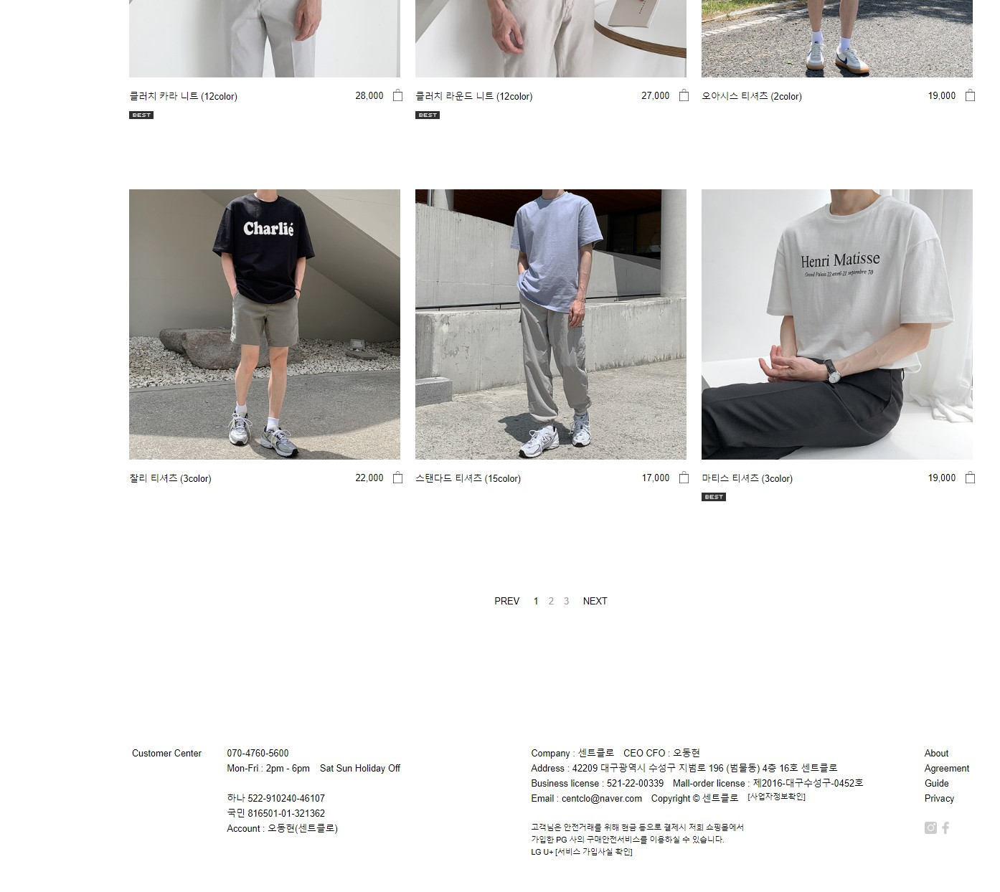 클러치 카라 니트 (12color) 28,000
BEST
클러치 라운드 니트 (12color) 27,000
BEST
오아시스 티셔츠 (2color) 19,000
Charlié
Henri Matisse
Grand Palais 22 avril-21 septembre 70
찰리 티셔츠 (3color) 22,000
스탠다드 티셔츠 (15color) 17,000
마티스 티셔츠 (3color) 19,000
BEST
PREV 1 2 3 NEXT
Customer Center
070-4760-5600
Mon-Fri : 2pm - 6pm Sat Sun Holiday Off
하나 522-910240-46107
국민 816501-01-321362
Account : 오동현(센트클로)
Company : 센트클로 CEO CFO : 오동현
Address : 42209 대구광역시 수성구 지범로 196 (범물동) 4층 16호 센트클로
Business license : 521-22-00339 Mall-order license : 제2016-대구수성구-0452호
Email : centclo@naver.com Copyright © 센트클로 [사업자정보확인]
고객님은 안전거래를 위해 현금 등으로 결제시 저희 쇼핑몰에서
가입한 PG 사의 구매안전서비스를 이용하실 수 있습니다.
LG U+ [서비스 가입사실 확인]
About
Agreement
Guide
Privacy